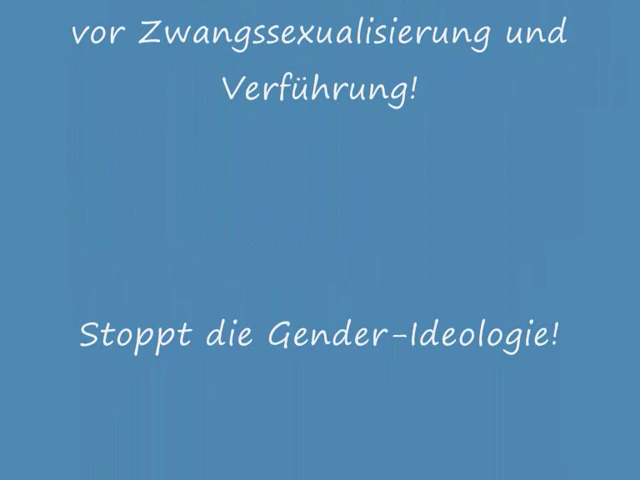 vor Zwangssexualisierung und
Verführung!
Stoppt die Gender-Ideologie!